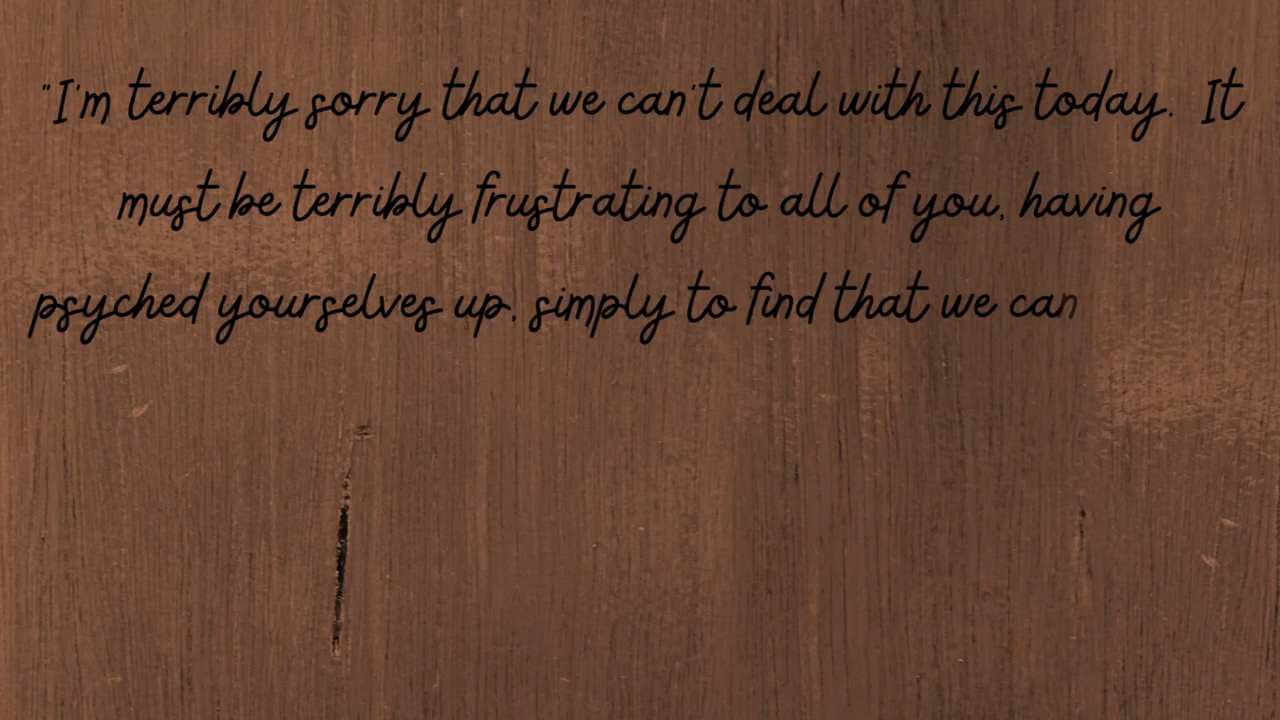 "I'm terribly sorry that we can't deal with this today. It
must be terribly frustrating to all of you, having
psyched yourselves up, simply to find that we can